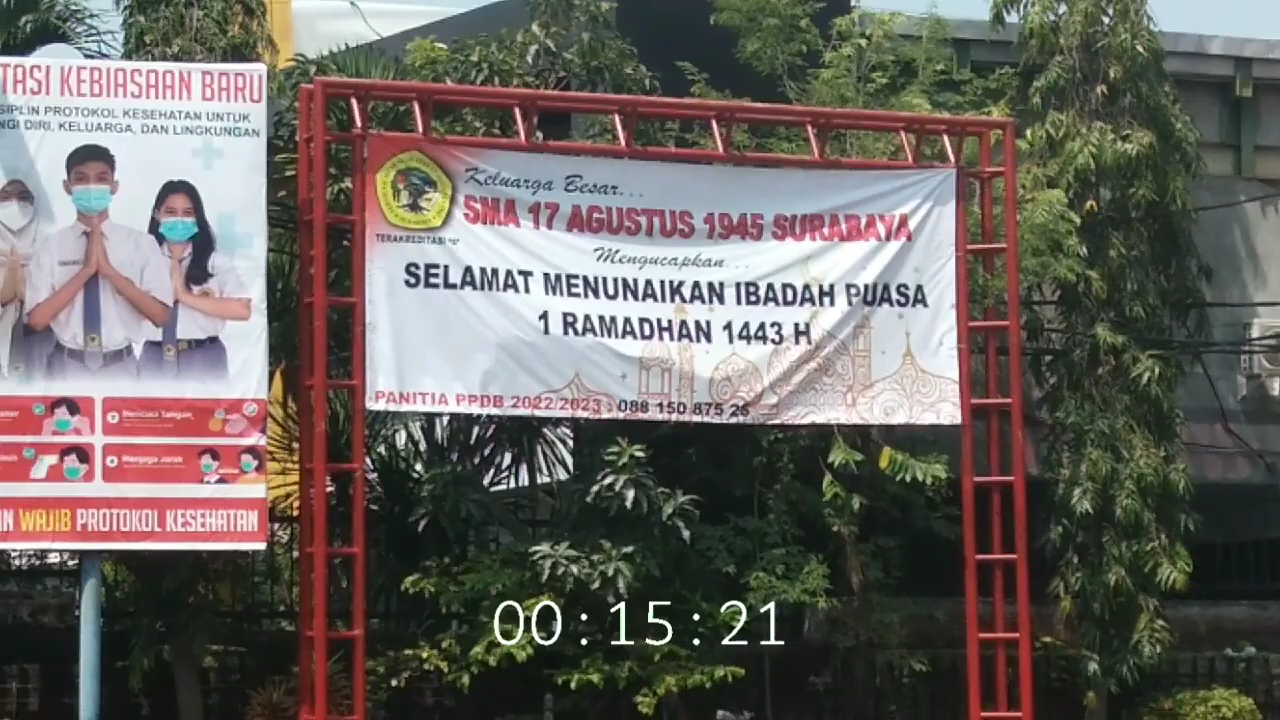 TASI KEBIASAAN BARU
SIPLIN PROTOKOL KESEHATAN UNTUK
NGI DIRI, KELUARGA, DAN LINGKUNGAN
Mencuci Tangan
Menjaga Jarak
IN WAJIB PROTOKOL KESEHATAN
Keluarga Besar...
SMA 17 AGUSTUS 1945 SURABAYA
TERAKREDITASI
Mengucapkan...
SELAMAT MENUNAIKAN IBADAH PUASA
1 RAMADHAN 1443 H
PANITIA PPDB 2022/2023 : 088 150 875 25
00:15:21